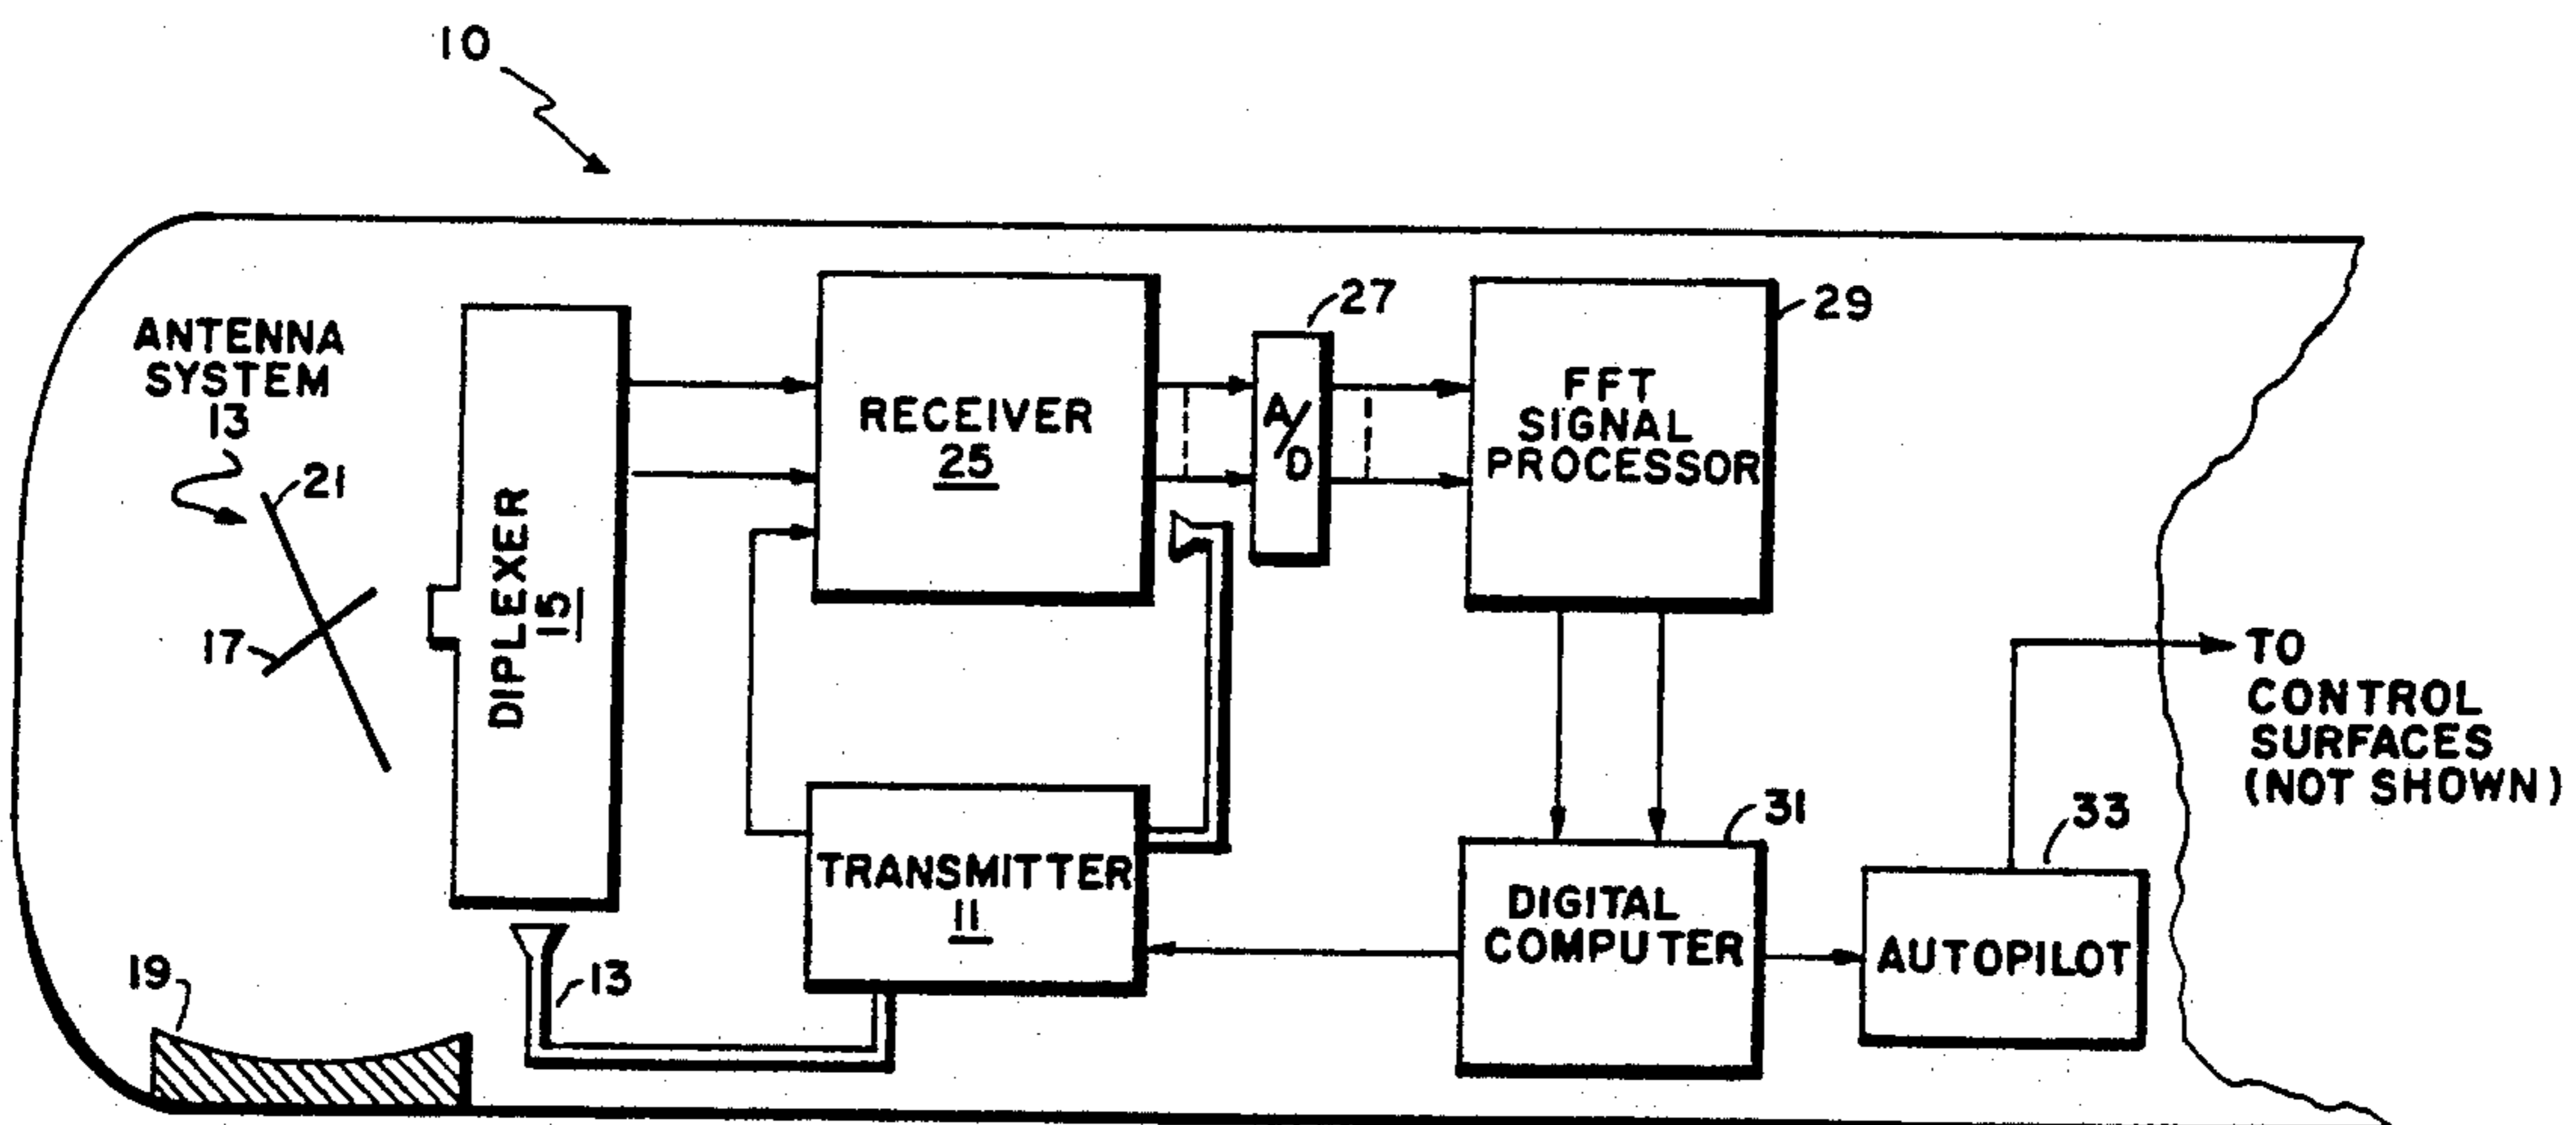 10
ANTENNA
SYSTEM
13
21
17
19
DIPLEXER
15
13
RECEIVER
25
TRANSMITTER
11
27
A/D
FFT
SIGNAL
PROCESSOR
29
DIGITAL
COMPUTER
31
AUTOPILOT
33
TO
CONTROL
SURFACES
(NOT SHOWN)